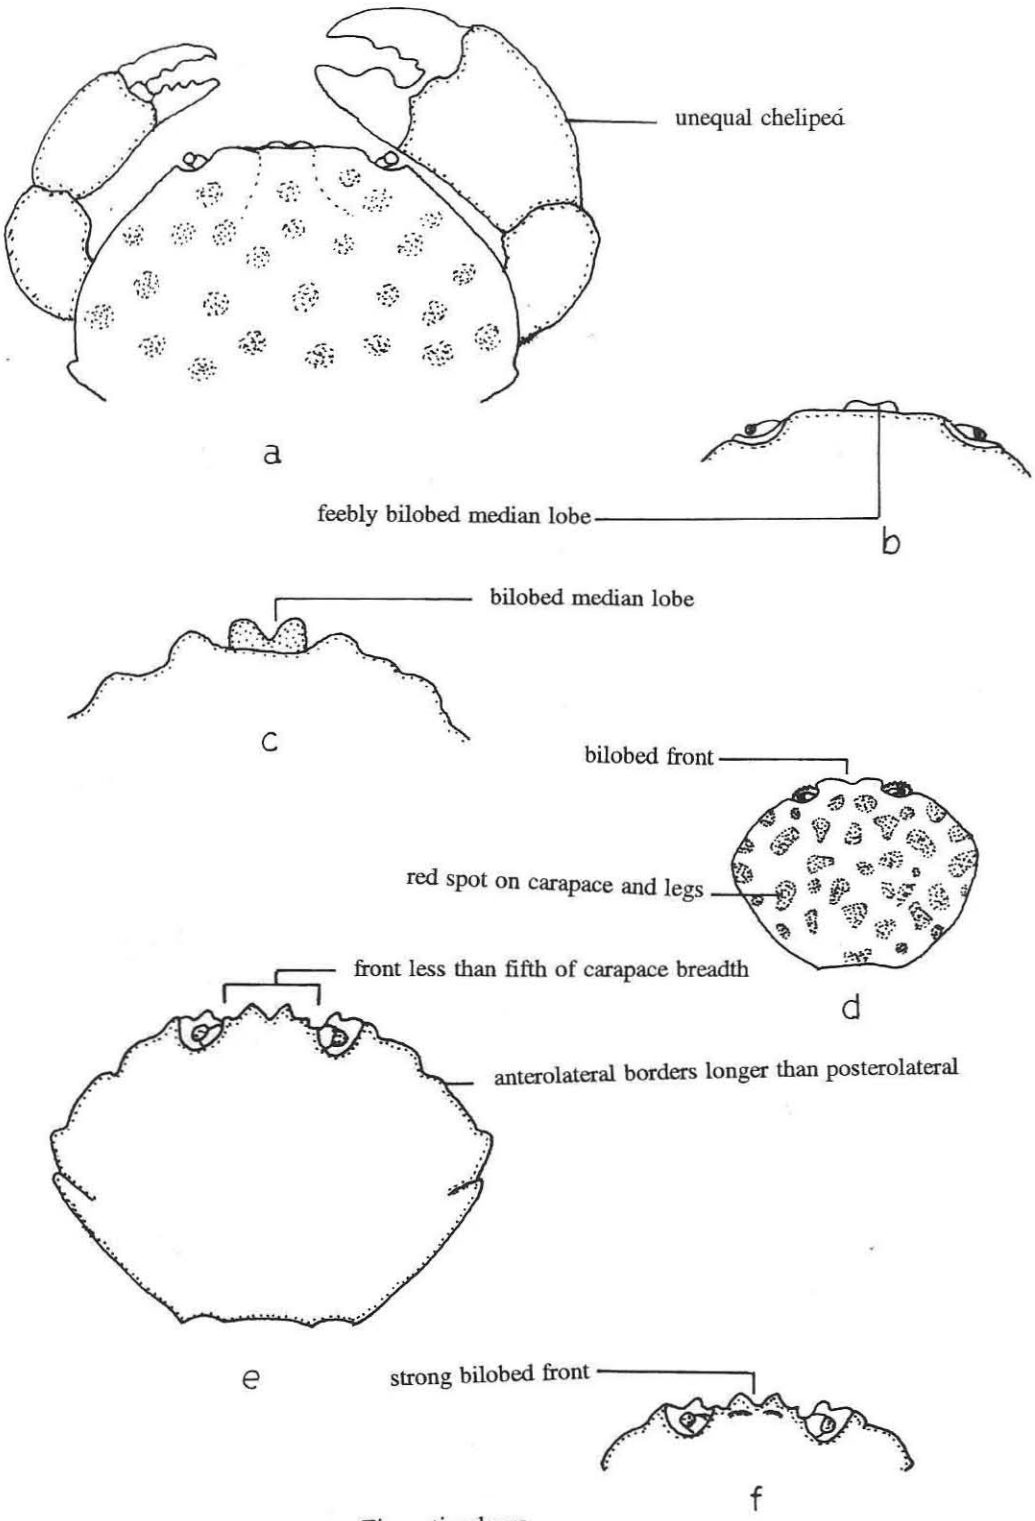 unequal cheliped
a
feebly bilobed median lobe
b
bilobed median lobe
c
bilobed front
red spot on carapace and legs
d
front less than fifth of carapace breadth
anterolateral borders longer than posterolateral
e
strong bilobed front
f